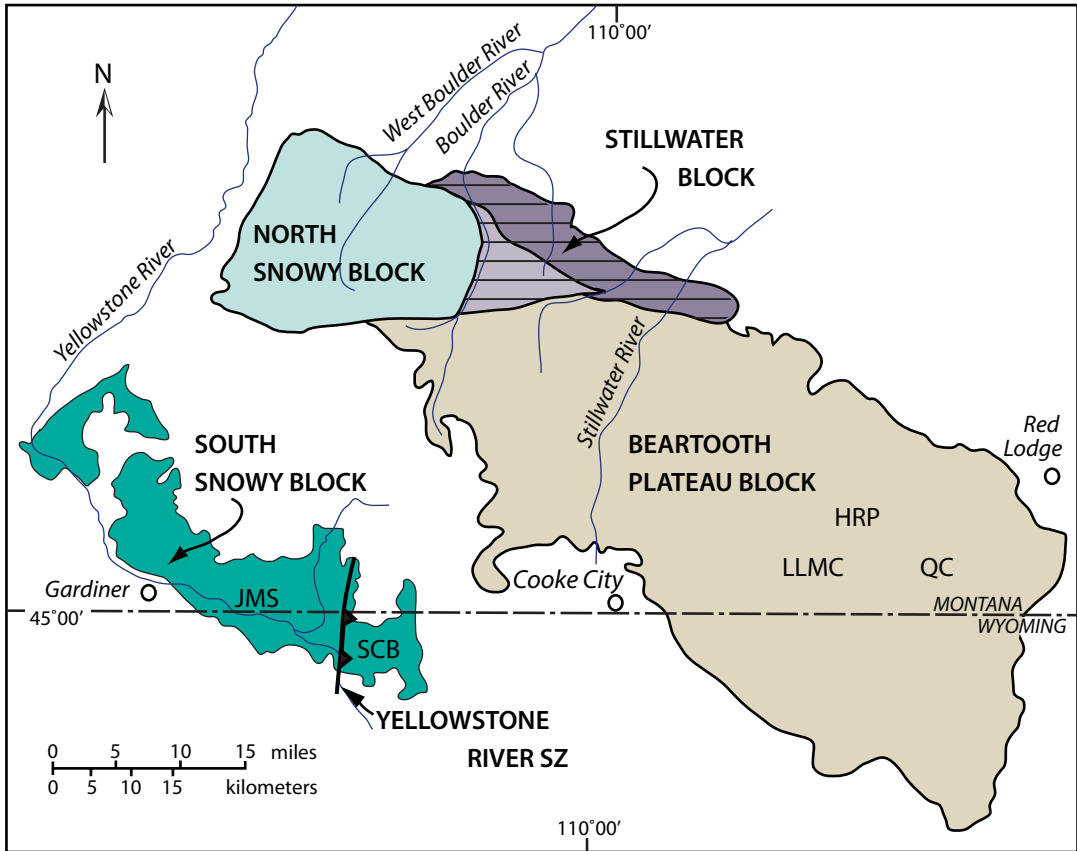 110°00'
N
West Boulder River
Boulder River
STILLWATER
BLOCK
NORTH
SNOWY BLOCK
Yellowstone River
Stillwater River
SOUTH
SNOWY BLOCK
BEARTOOTH
PLATEAU BLOCK
Red
Lodge
HRP
LLMC
QC
Gardiner
Cooke City
JMS
45°00'
MONTANA
WYOMING
SCB
YELLOWSTONE
RIVER SZ
0 5 10 15 miles
0 5 10 15 kilometers
110°00'